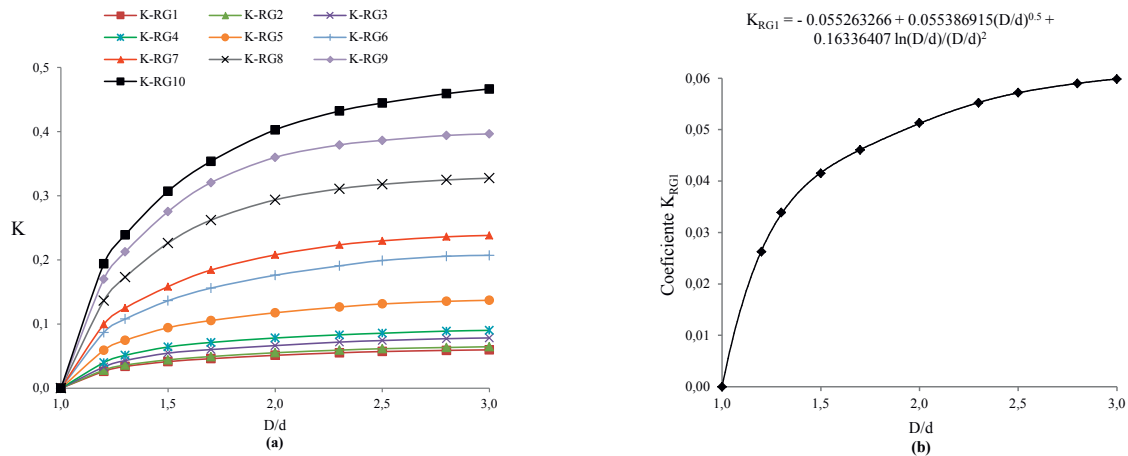 K-RG1 K-RG2 K-RG3
K-RG4 K-RG5 K-RG6
K-RG7 K-RG8 K-RG9
K-RG10
0,5
0,4
0,3
K
0,2
0,1
0,0
1,0 1,5 2,0 2,5 3,0
D/d
(a)
K_RG1 = - 0.055263266 + 0.055386915(D/d)^0.5 +
0.16336407 ln(D/d)/(D/d)^2
0,06
0,05
0,04
Coeficiente K_RG1
0,03
0,02
0,01
0,00
1,0 1,5 2,0 2,5 3,0
D/d
(b)